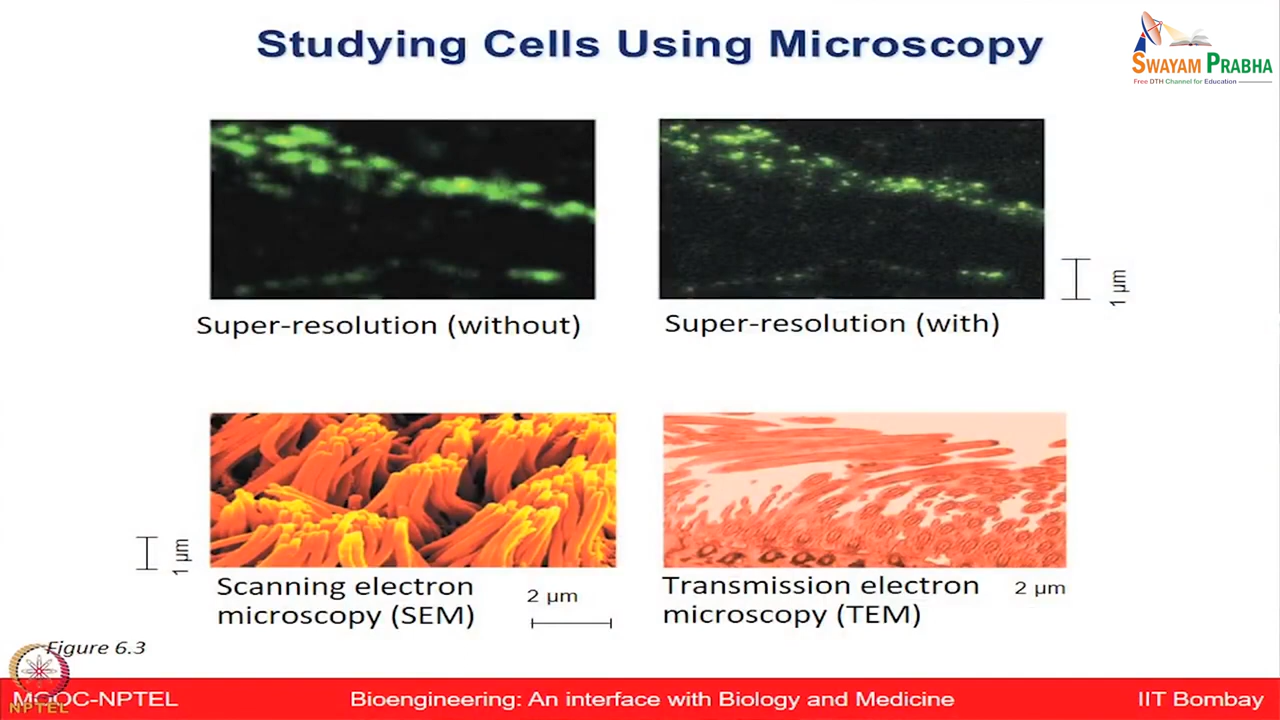 Studying Cells Using Microscopy
SWAYAM PRABHA
Free DTH Channel for Education
Super-resolution (without)
Super-resolution (with)
1 µm
1 µm
Scanning electron
microscopy (SEM)
2 µm
Transmission electron
microscopy (TEM)
2 µm
Figure 6.3
NPTEL
MOOC-NPTEL
Bioengineering: An interface with Biology and Medicine
IIT Bombay